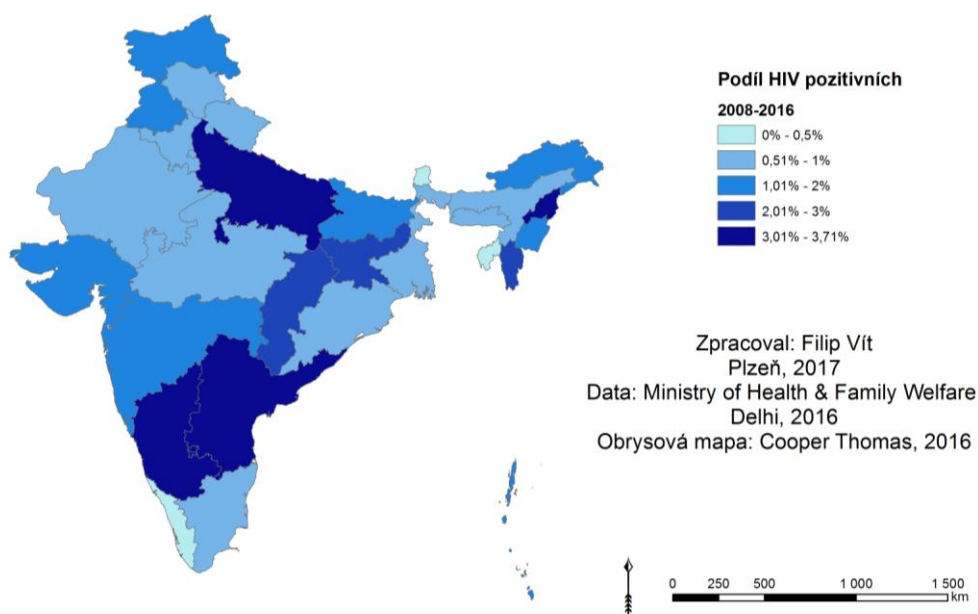 Podíl HIV pozitivních
2008-2016
0% - 0,5%
0,51% - 1%
1,01% - 2%
2,01% - 3%
3,01% - 3,71%
Zpracoval: Filip Vít
Plzeň, 2017
Data: Ministry of Health & Family Welfare
Delhi, 2016
Obrysová mapa: Cooper Thomas, 2016
0 250 500 1 000 1 500
km